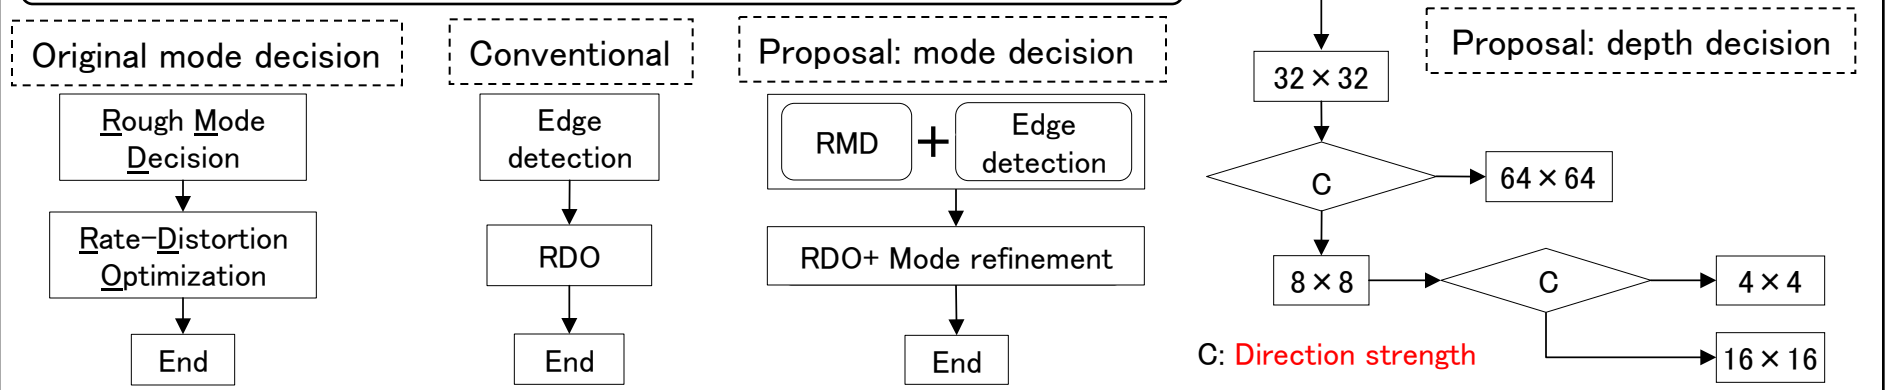 Original mode decision
Rough Mode
Decision
Rate-Distortion
Optimization
End
Conventional
Edge
detection
RDO
End
Proposal: mode decision
RMD
+
Edge
detection
RDO+ Mode refinement
End
Proposal: depth decision
32×32
C
64×64
8×8
C
4×4
16×16
C: Direction strength